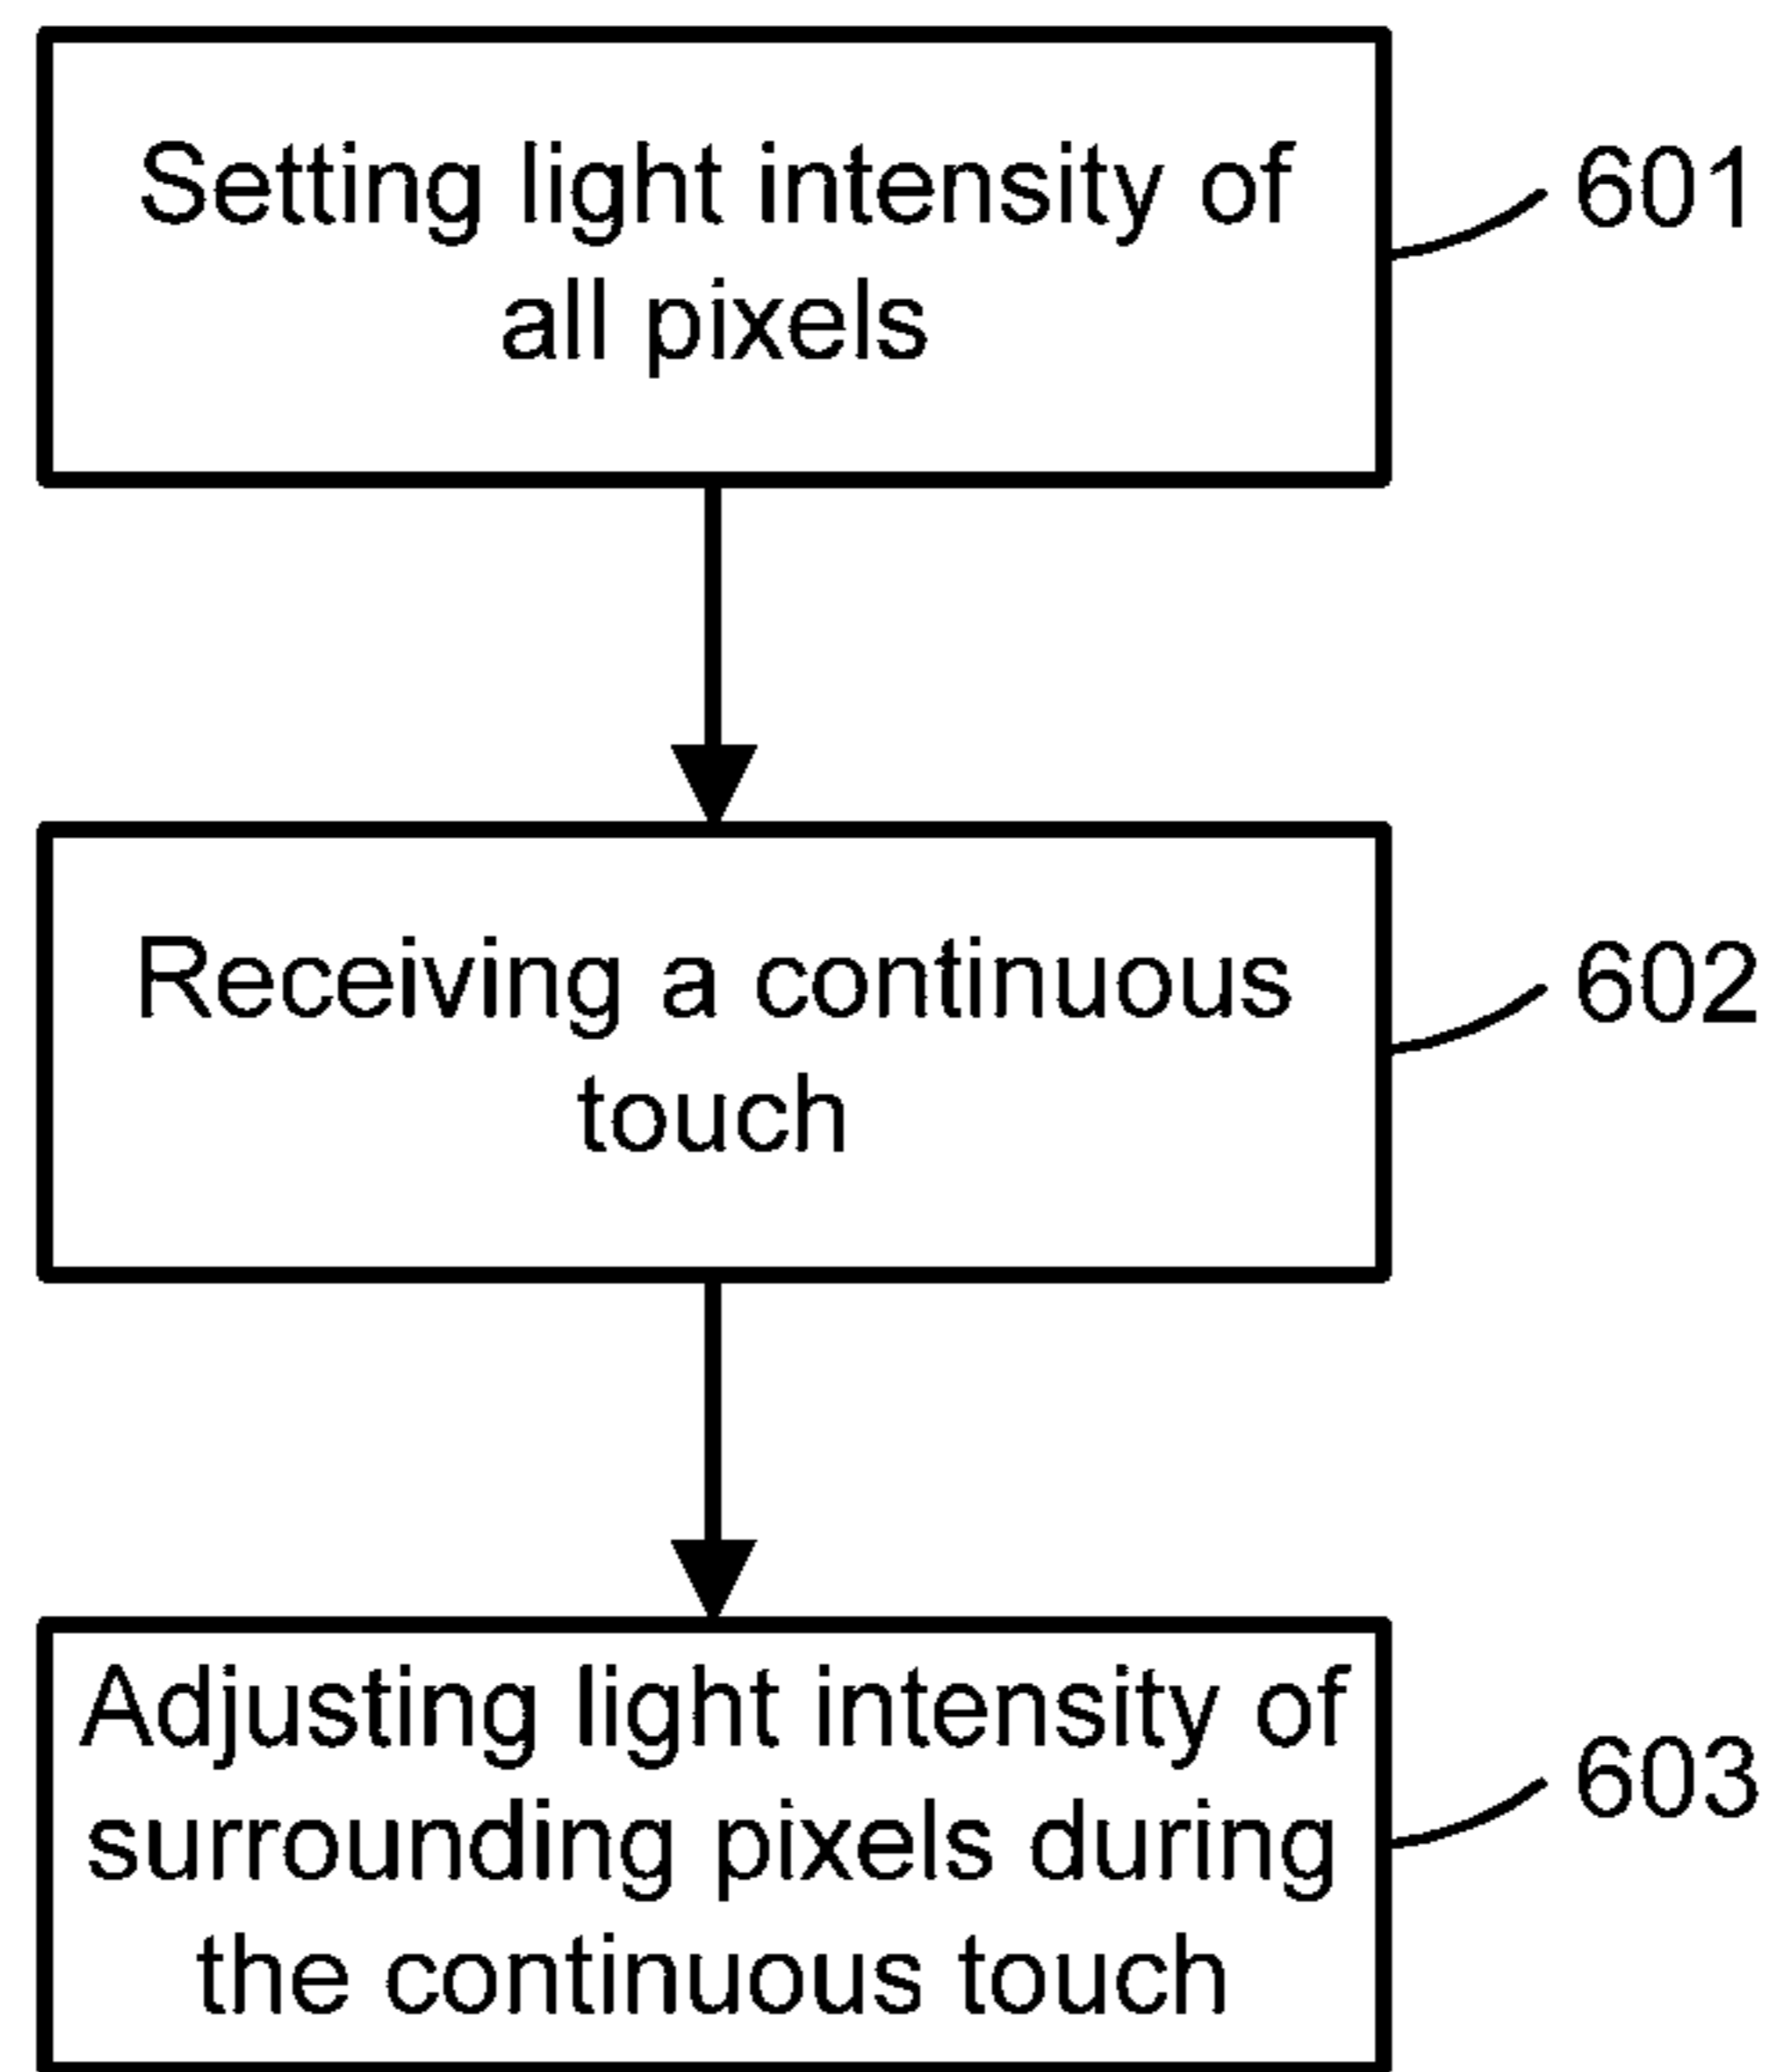 Setting light intensity of
all pixels
601
Receiving a continuous
touch
602
Adjusting light intensity of
surrounding pixels during
the continuous touch
603